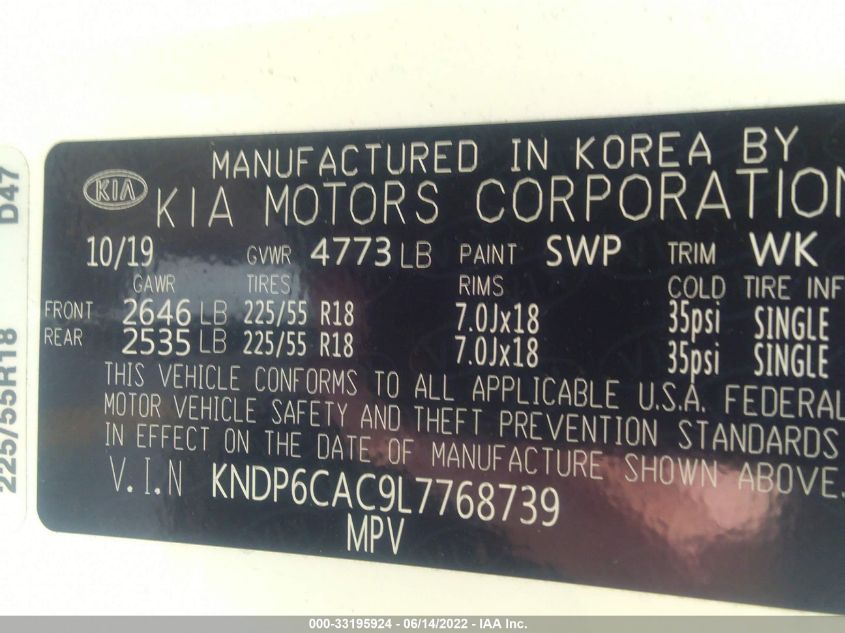 MANUFACTURED IN KOREA BY
KIA KIA MOTORS CORPORATION
10/19 GVWR 4773 LB PAINT SWP TRIM WK
GAWR TIRES RIMS COLD TIRE INF
FRONT 2646 LB 225/55 R18 7.0Jx18 35psi SINGLE
REAR 2535 LB 225/55 R18 7.0Jx18 35psi SINGLE
THIS VEHICLE CONFORMS TO ALL APPLICABLE U.S.A. FEDERAL
MOTOR VEHICLE SAFETY AND THEFT PREVENTION STANDARDS
IN EFFECT ON THE DATE OF MANUFACTURE SHOWN ABOVE.
V.I.N KNDP6CAC9L7768739
MPV
225/55R18 D47
000-33195924 - 06/14/2022 - IAA Inc.